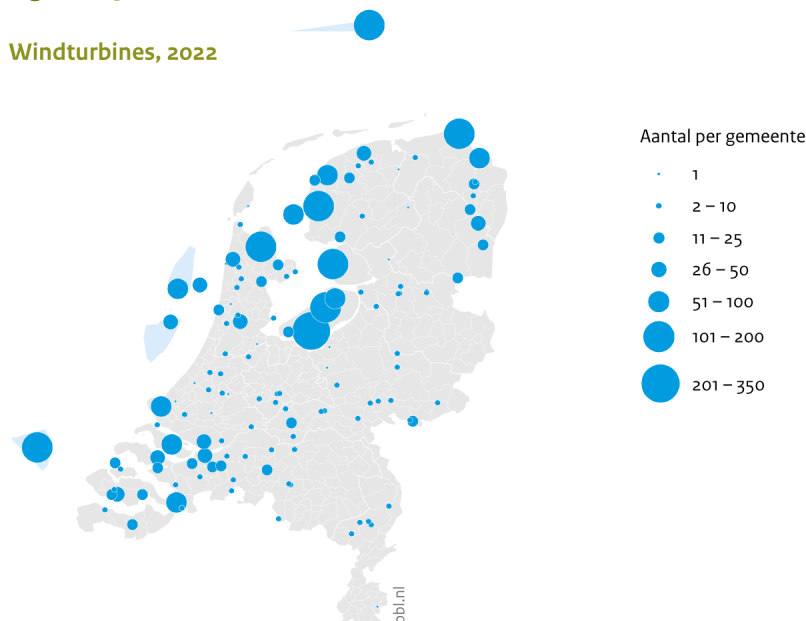 Windturbines, 2022
Aantal per gemeente
1
2 – 10
11 – 25
26 – 50
51 – 100
101 – 200
201 – 350
pbl.nl